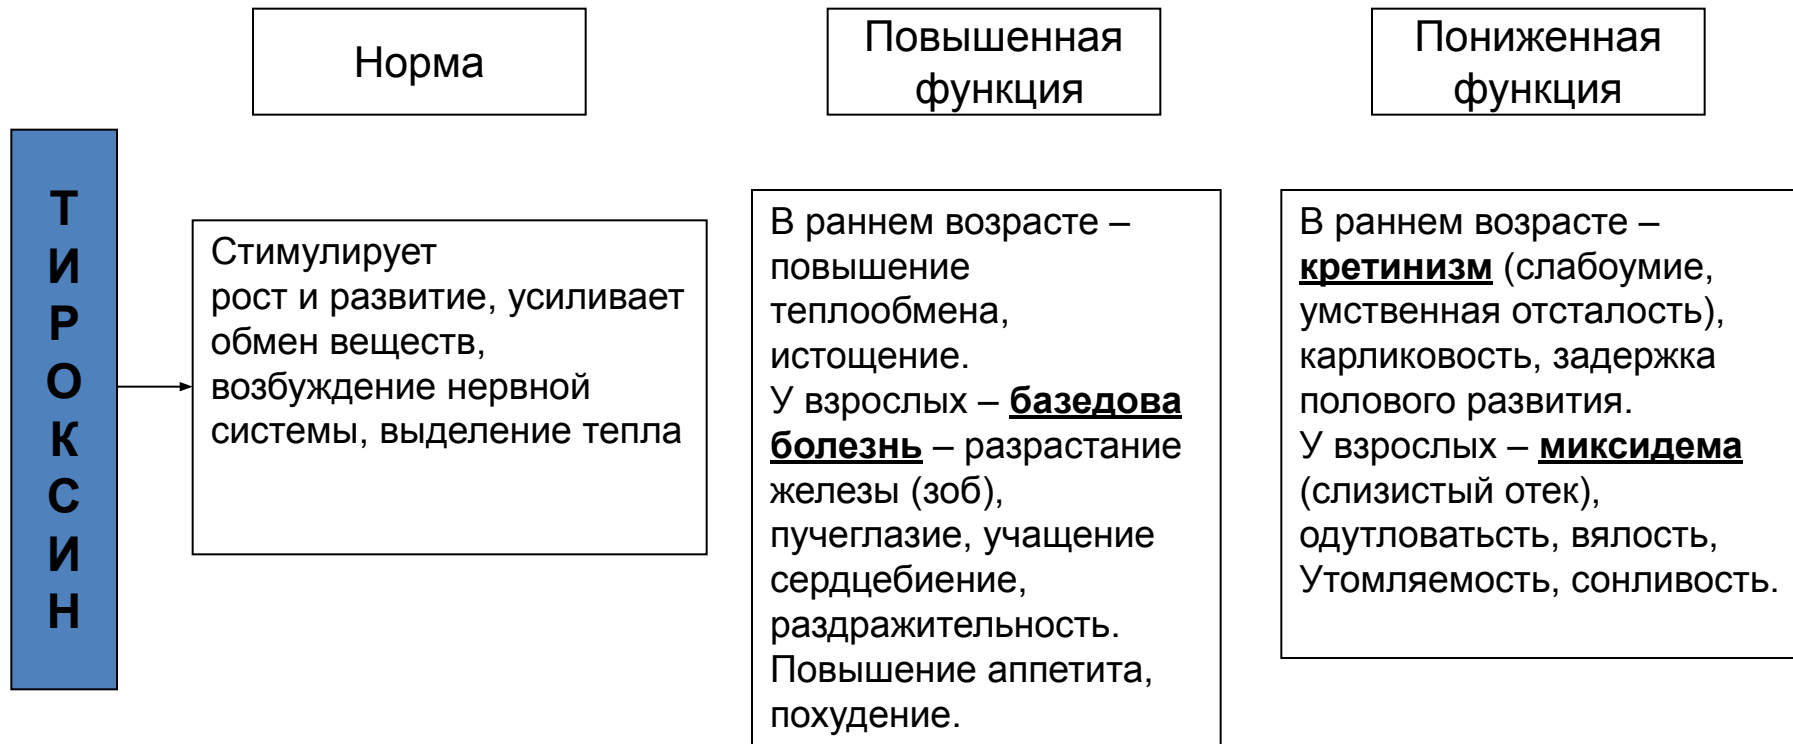 Норма
Повышенная
функция
Пониженная
функция
Т
И
Р
О
К
С
И
Н
Стимулирует
рост и развитие, усиливает
обмен веществ,
возбуждение нервной
системы, выделение тепла
В раннем возрасте –
повышение
теплообмена,
истощение.
У взрослых – базедова
болезнь – разрастание
железы (зоб),
пучеглазие, учащение
сердцебиение,
раздражительность.
Повышение аппетита,
похудение.
В раннем возрасте –
кретинизм (слабоумие,
умственная отсталость),
карликовость, задержка
полового развития.
У взрослых – миксидема
(слизистый отек),
одутловатьсть, вялость,
Утомляемость, сонливость.